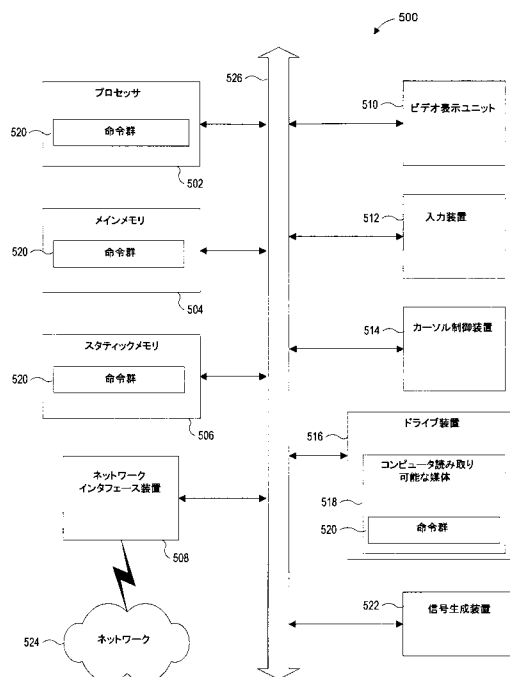 500
526
プロセッサ
520
命令群
502
510
ビデオ表示ユニット
メインメモリ
520
命令群
504
512
入力装置
スタティックメモリ
520
命令群
506
514
カーソル制御装置
ネットワーク
インタフェース装置
508
516
ドライブ装置
コンピュータ読み取り
可能な媒体
518
520
命令群
524
ネットワーク
522
信号生成装置